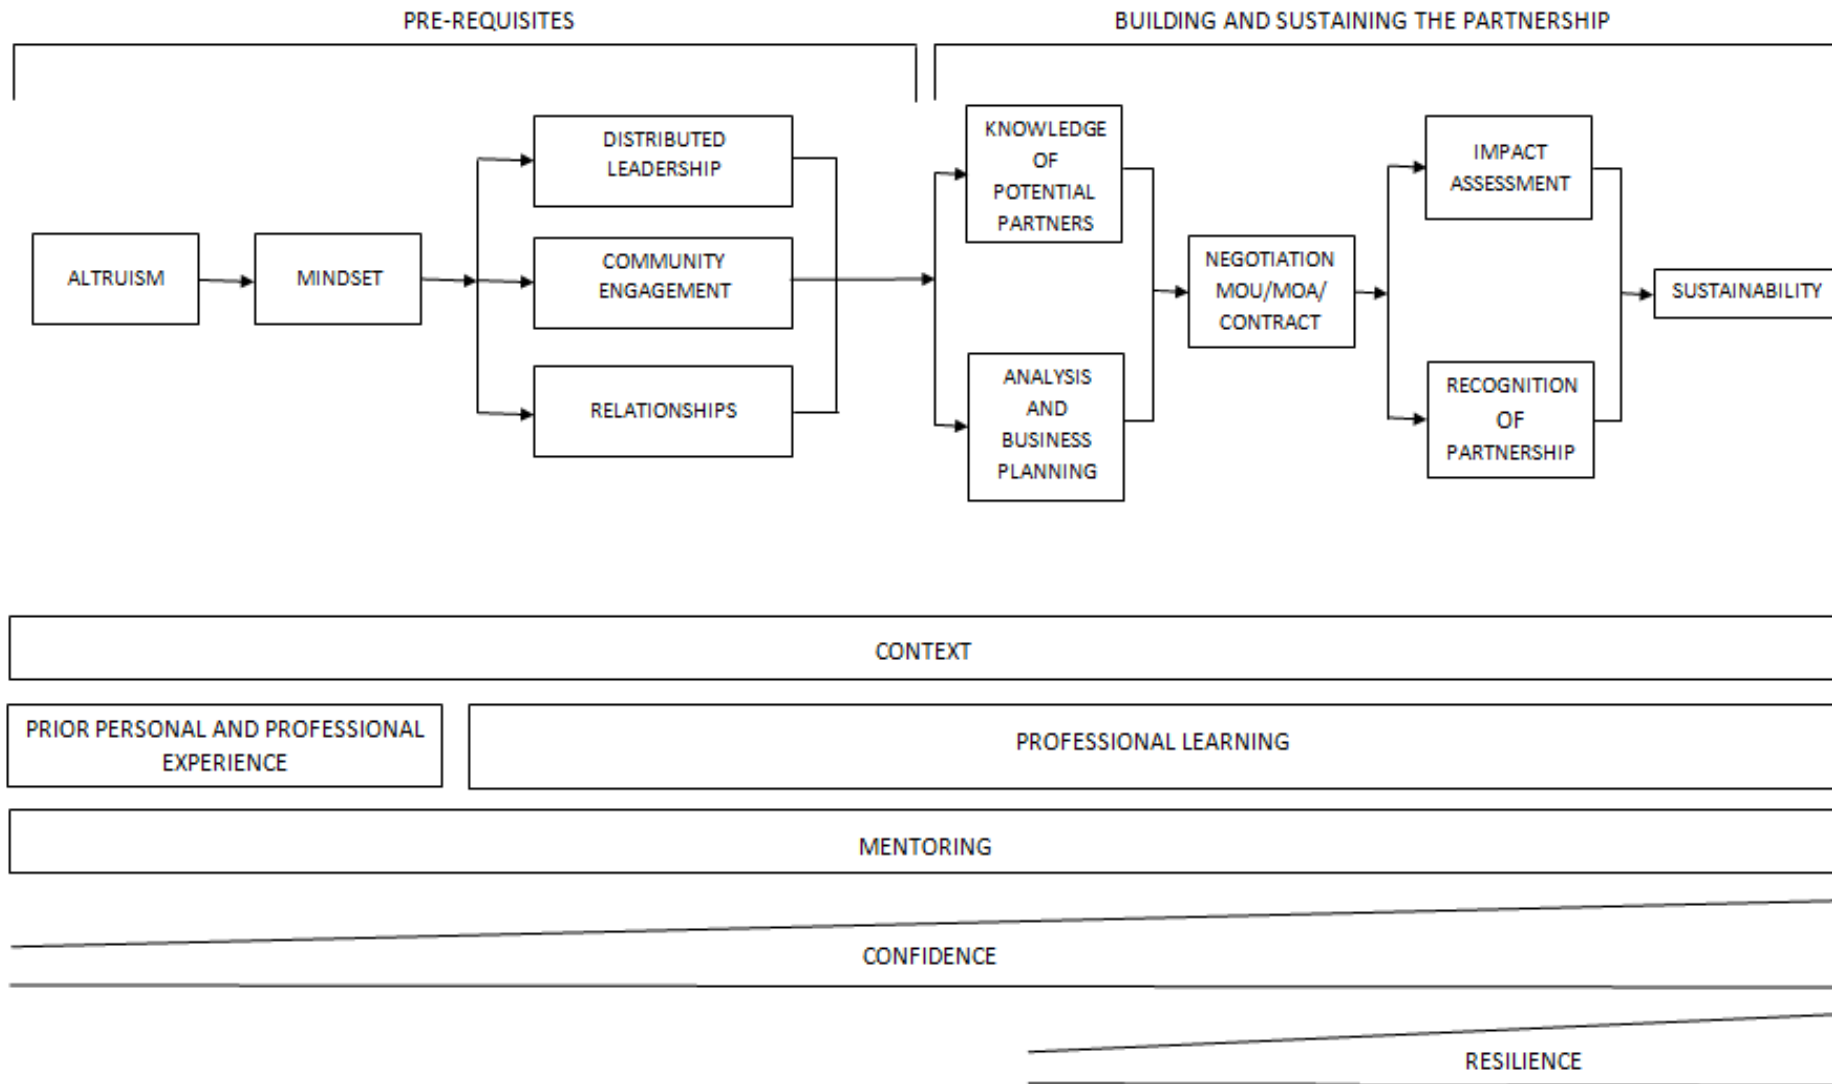 PRE-REQUISITES
BUILDING AND SUSTAINING THE PARTNERSHIP
ALTRUISM
MINDSET
DISTRIBUTED
LEADERSHIP
COMMUNITY
ENGAGEMENT
RELATIONSHIPS
KNOWLEDGE
OF
POTENTIAL
PARTNERS
ANALYSIS
AND
BUSINESS
PLANNING
NEGOTIATION
MOU/MOA/
CONTRACT
IMPACT
ASSESSMENT
RECOGNITION
OF
PARTNERSHIP
SUSTAINABILITY
CONTEXT
PRIOR PERSONAL AND PROFESSIONAL
EXPERIENCE
PROFESSIONAL LEARNING
MENTORING
CONFIDENCE
RESILIENCE